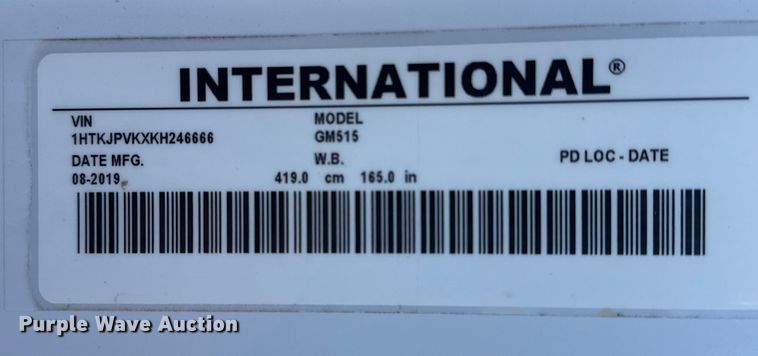 INTERNATIONAL®
VIN MODEL
1HTKJPVKXKH246666 GM515
DATE MFG. W.B. PD LOC - DATE
08-2019 419.0 cm 165.0 in
Purple Wave Auction